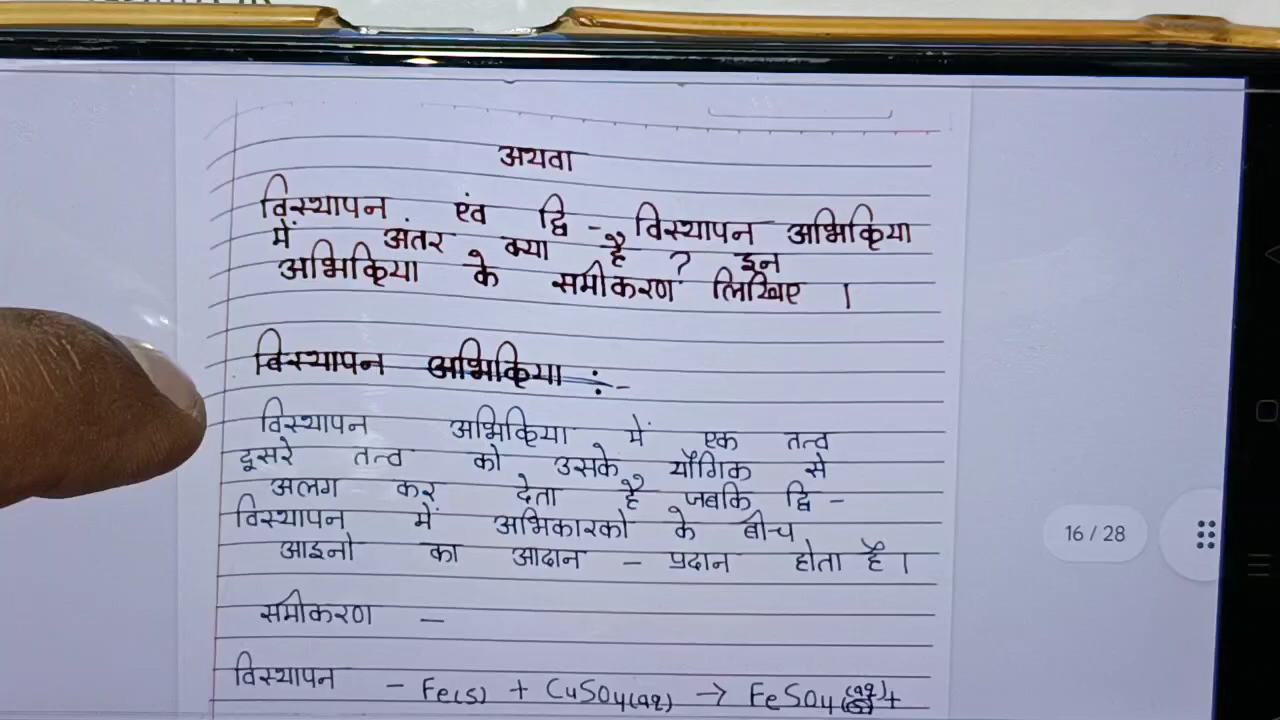 अथवा
विस्थापन एंव द्वि - विस्थापन अभिक्रिया
में अंतर क्या है ? इन
अभिक्रिया के समीकरण लिखिए ।
विस्थापन अभिक्रिया :-
विस्थापन अभिक्रिया में एक तत्व
दूसरे तत्व को उसके यौगिक से
अलग कर देता है जबकि द्वि -
विस्थापन में अभिकारको के बीच
आइनो का आदान - प्रदान होता है ।
समीकरण -
विस्थापन - Fe(s) + CuSO4(aq) → FeSO4(aq) +
16 / 28